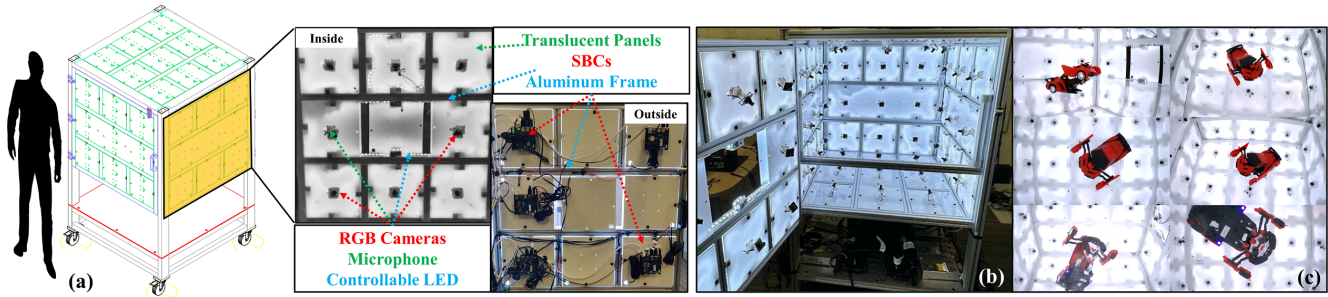 Inside
Translucent Panels
SBCs
Aluminum Frame
Outside
RGB Cameras
Microphone
Controllable LED
(a)
(b)
(c)